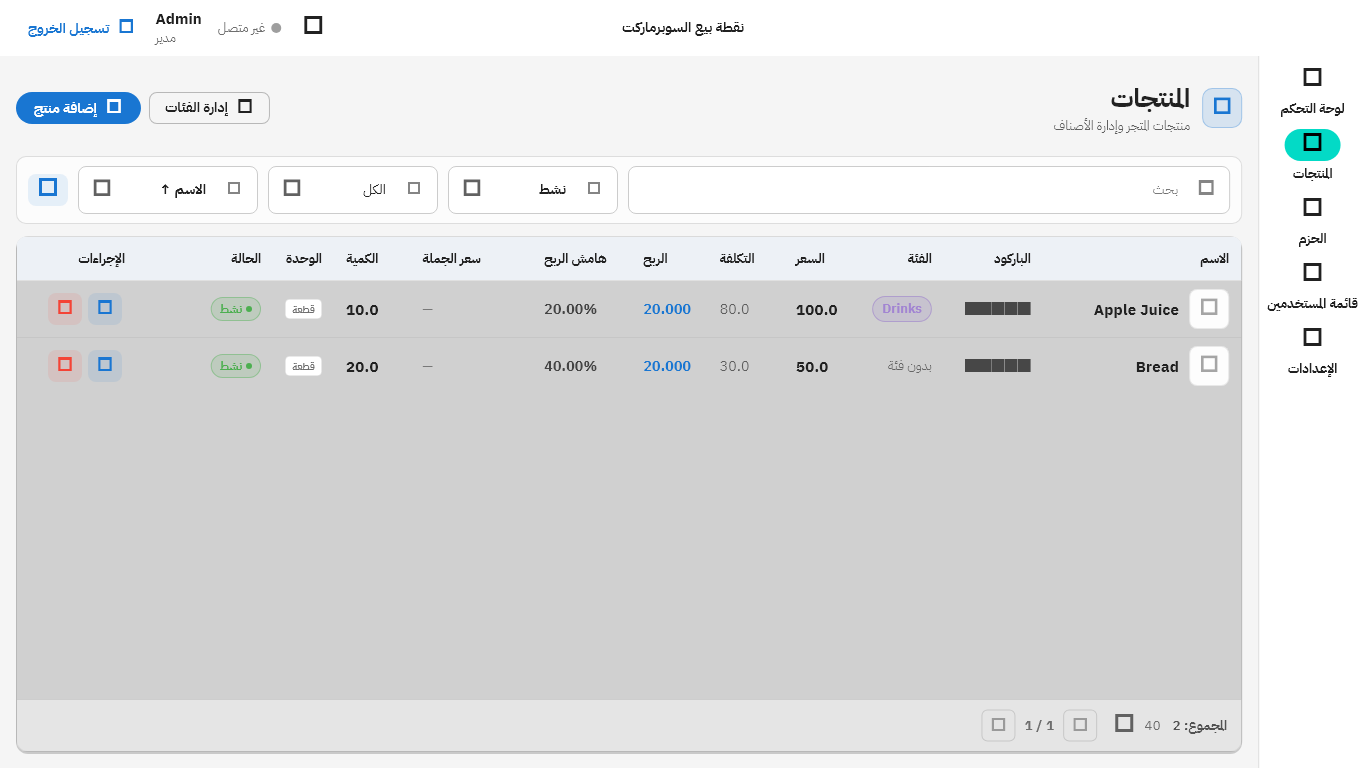 نقطة بيع السوبرماركت
غير متصل
Admin
مدير
تسجيل الخروج
لوحة التحكم
المنتجات
الحزم
قائمة المستخدمين
الإعدادات
المنتجات
منتجات المتجر وإدارة الأصناف
إدارة الفئات
إضافة منتج
بحث
نشط
الكل
الاسم ↑
الاسم الباركود الفئة السعر التكلفة الربح هامش الربح سعر الجملة الكمية الوحدة الحالة الإجراءات
Apple Juice Drinks 100.0 80.0 20.000 20.00% — 10.0 قطعة نشط
Bread بدون فئة 50.0 30.0 20.000 40.00% — 20.0 قطعة نشط
المجموع: 2 40 1 / 1